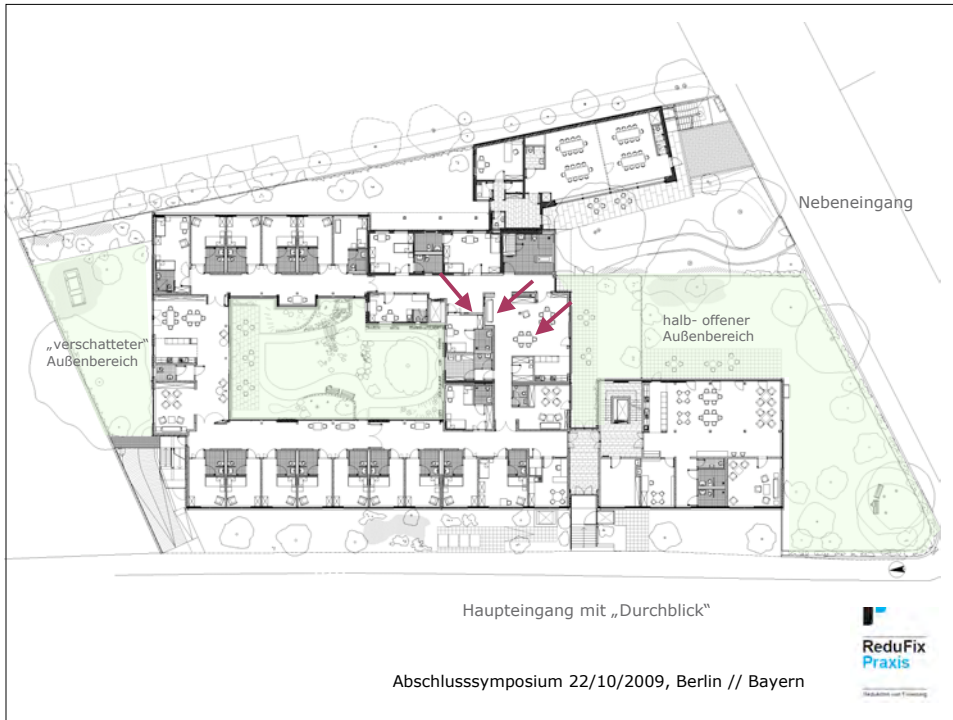 Nebeneingang
„verschatteter"
Außenbereich
halb- offener
Außenbereich
Haupteingang mit „Durchblick"
ReduFix
Praxis
Abschlusssymposium 22/10/2009, Berlin // Bayern